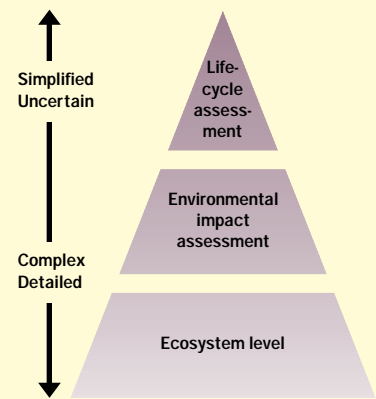 Simplified
Uncertain
Life-
cycle
assess-
ment
Environmental
impact
assessment
Complex
Detailed
Ecosystem level